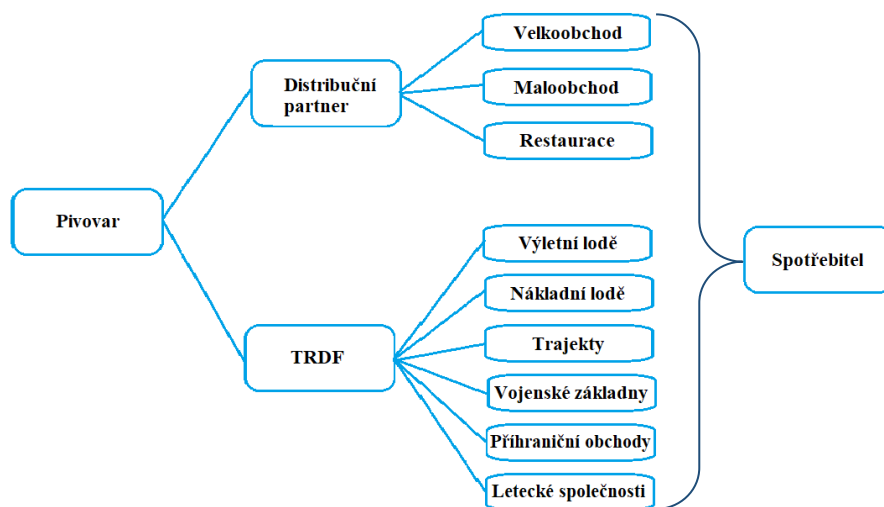 Pivovar
Distribuční
partner
TRDF
Velkoobchod
Maloobchod
Restaurace
Výletní lodě
Nákladní lodě
Trajekty
Vojenské základny
Příhraniční obchody
Letecké společnosti
Spotřebitel